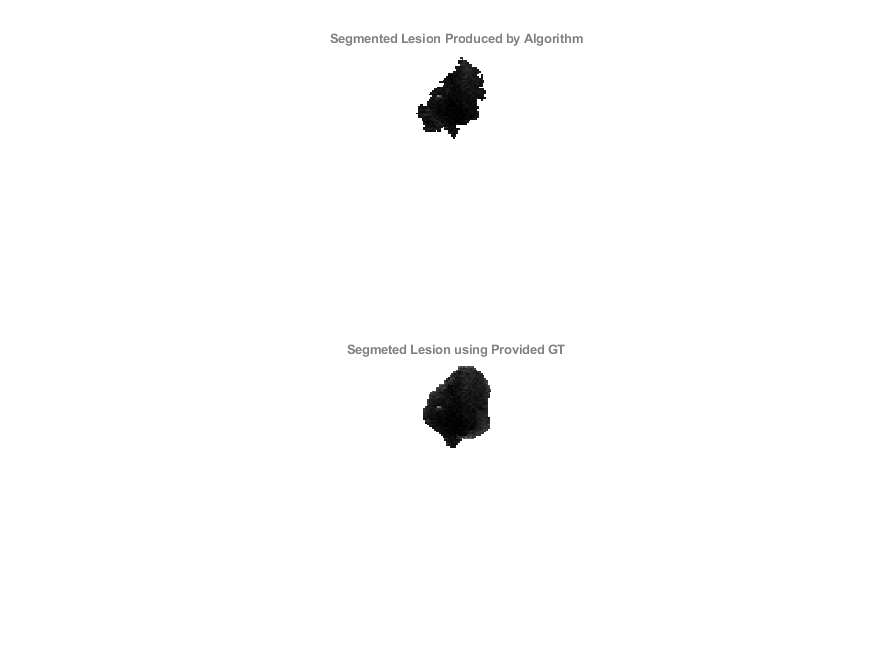 Segmented Lesion Produced by Algorithm
Segmeted Lesion using Provided GT